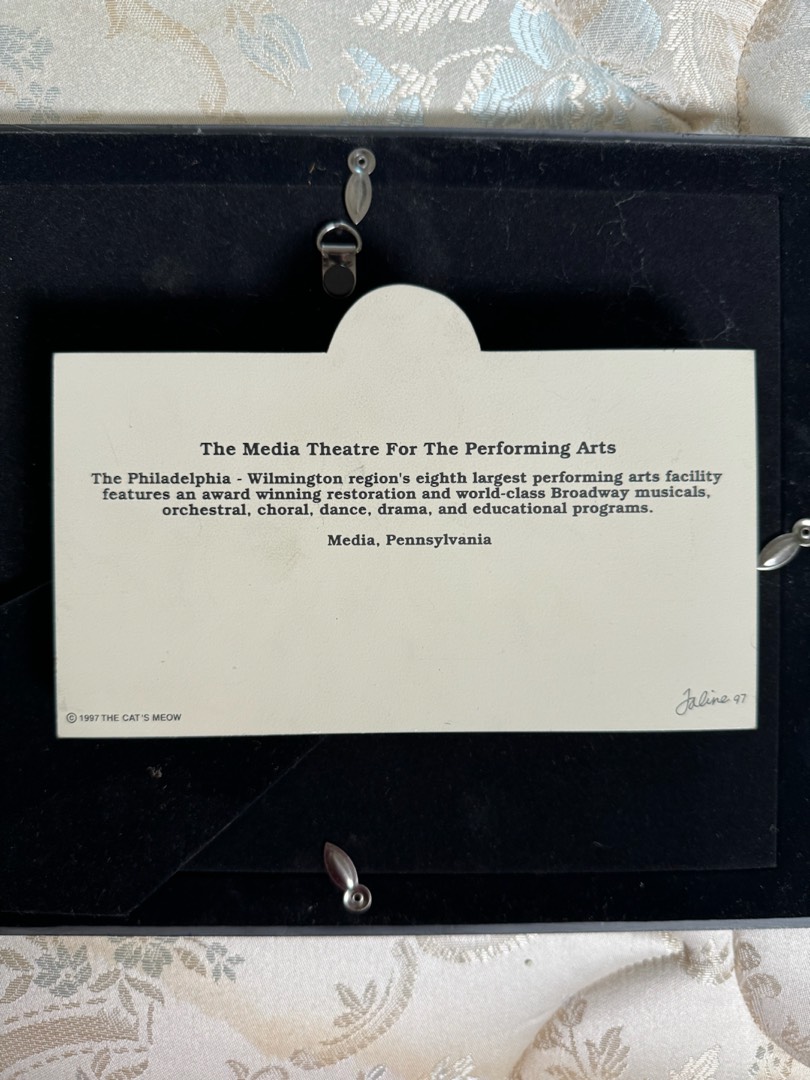 The Media Theatre For The Performing Arts
The Philadelphia - Wilmington region's eighth largest performing arts facility
features an award winning restoration and world-class Broadway musicals,
orchestral, choral, dance, drama, and educational programs.
Media, Pennsylvania
© 1997 THE CAT'S MEOW
Faline 97